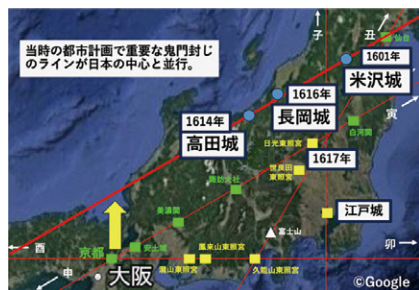 当時の都市計画で重要な鬼門封じ
のラインが日本の中心と並行。
子
丑
仙台
1601年
米沢城
1616年
長岡城
寅
1614年
高田城
白河関
日光東照宮
世良田
東照宮
1617年
諏訪大社
美濃関
江戸城
富士山
卯
酉
京都
安土城
鳳来山東照宮
申
大阪
滝山東照宮
久能山東照宮
©Google